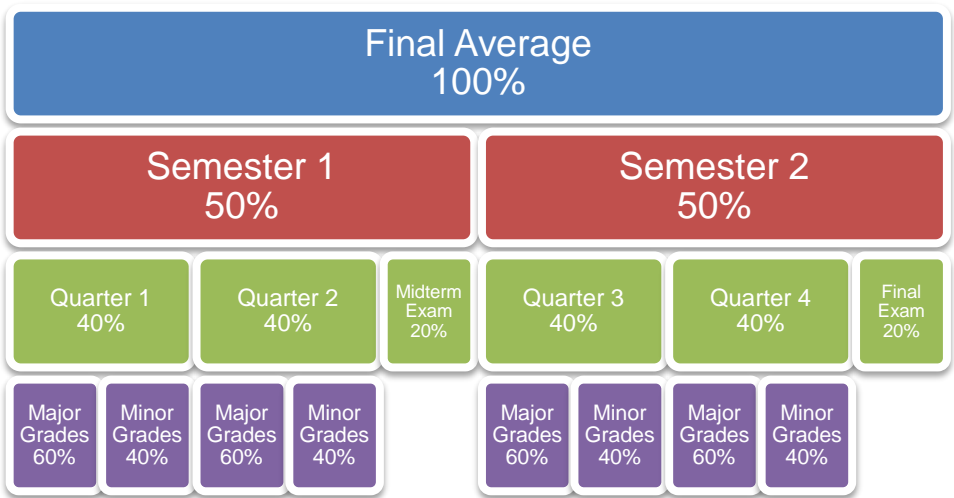 Final Average
100%
Semester 1
50%
Semester 2
50%
Quarter 1
40%
Quarter 2
40%
Midterm
Exam
20%
Quarter 3
40%
Quarter 4
40%
Final
Exam
20%
Major
Grades
60%
Minor
Grades
40%
Major
Grades
60%
Minor
Grades
40%
Major
Grades
60%
Minor
Grades
40%
Major
Grades
60%
Minor
Grades
40%